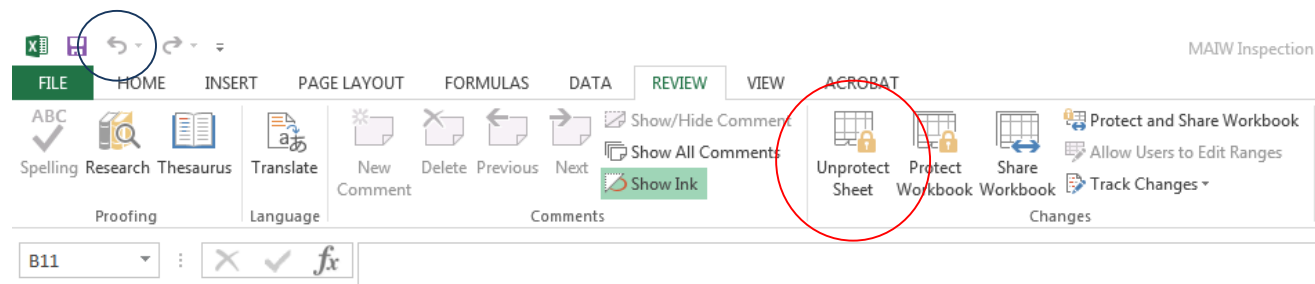 MAIW Inspection
FILE HOME INSERT PAGE LAYOUT FORMULAS DATA REVIEW VIEW ACROBAT
ABC
Spelling Research Thesaurus Translate New Comment Delete Previous Next
Show/Hide Comment
Show All Comments
Show Ink
Unprotect Sheet Protect Workbook Share Workbook
Protect and Share Workbook
Allow Users to Edit Ranges
Track Changes
Proofing Language Comments Changes
B11 fx